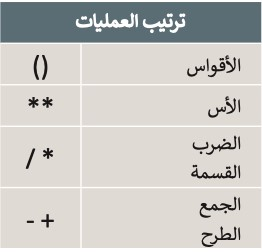 ترتيب العمليات
الأقواس ()
الأس **
الضرب
القسمة
* /
الجمع
الطرح
+ -